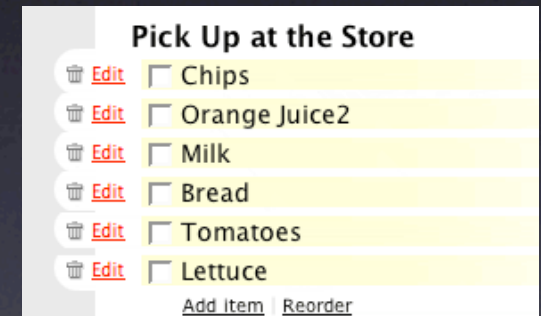 Pick Up at the Store
Edit Chips
Edit Orange Juice2
Edit Milk
Edit Bread
Edit Tomatoes
Edit Lettuce
Add item | Reorder